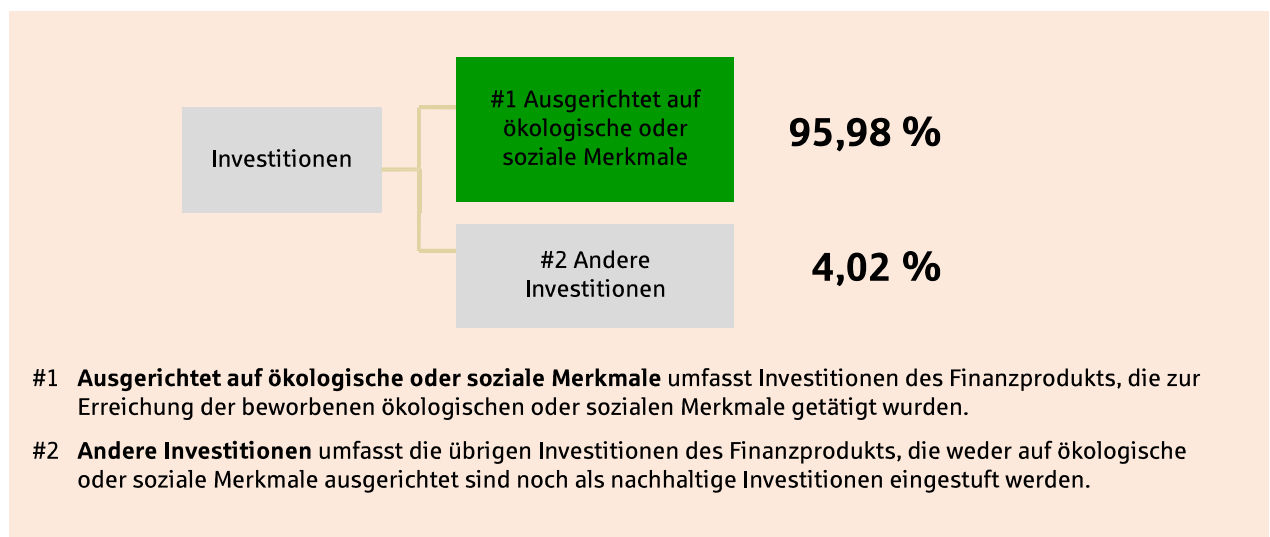 Investitionen
#1 Ausgerichtet auf
ökologische oder
soziale Merkmale
95,98 %
#2 Andere
Investitionen
4,02 %
#1 Ausgerichtet auf ökologische oder soziale Merkmale umfasst Investitionen des Finanzprodukts, die zur
Erreichung der beworbenen ökologischen oder sozialen Merkmale getätigt wurden.
#2 Andere Investitionen umfasst die übrigen Investitionen des Finanzprodukts, die weder auf ökologische
oder soziale Merkmale ausgerichtet sind noch als nachhaltige Investitionen eingestuft werden.